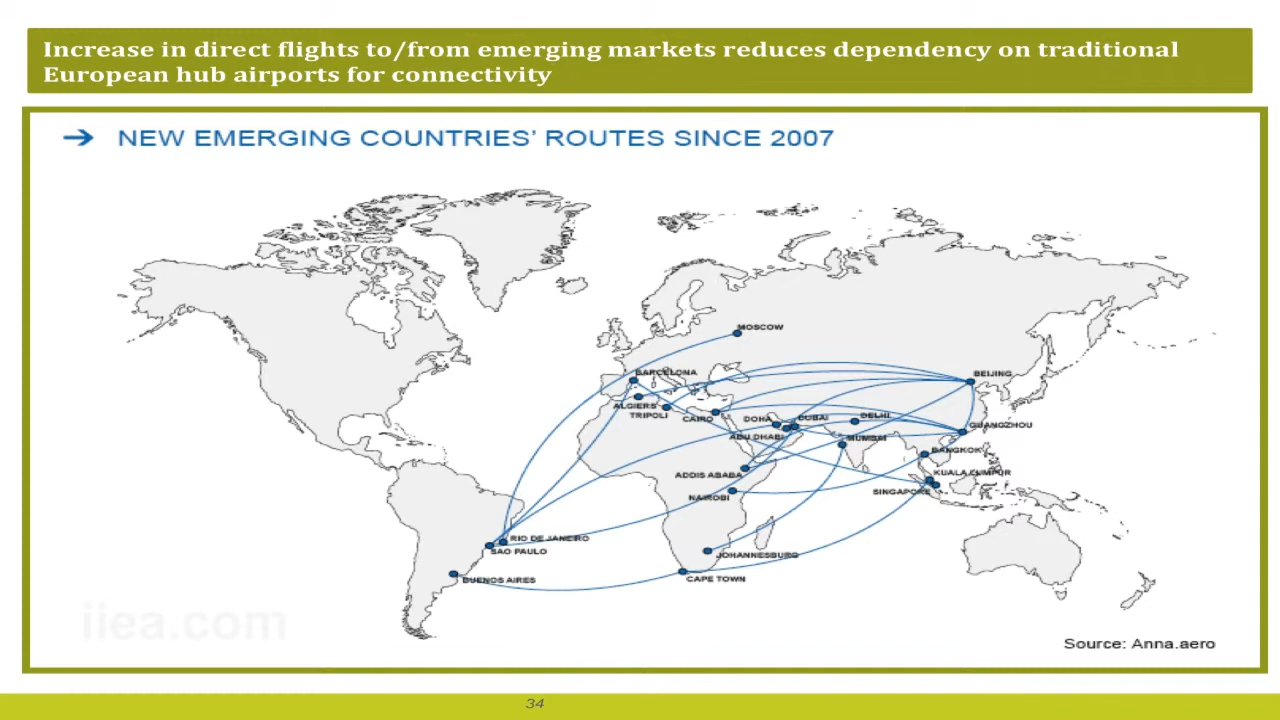 Increase in direct flights to/from emerging markets reduces dependency on traditional
European hub airports for connectivity
→ NEW EMERGING COUNTRIES' ROUTES SINCE 2007
MOSCOW
BARCELONA
BEIJING
ALGIERS
TRIPOLI
CAIRO
DOHA
DUBAI
DELHI
GUANGZHOU
ABU DHABI
MUMBAI
BANGKOK
ADDIS ABABA
KUALA LUMPUR
SINGAPORE
NAIROBI
RIO DE JANEIRO
SAO PAULO
JOHANNESBURG
BUENOS AIRES
CAPE TOWN
iiea.com
Source: Anna.aero
34